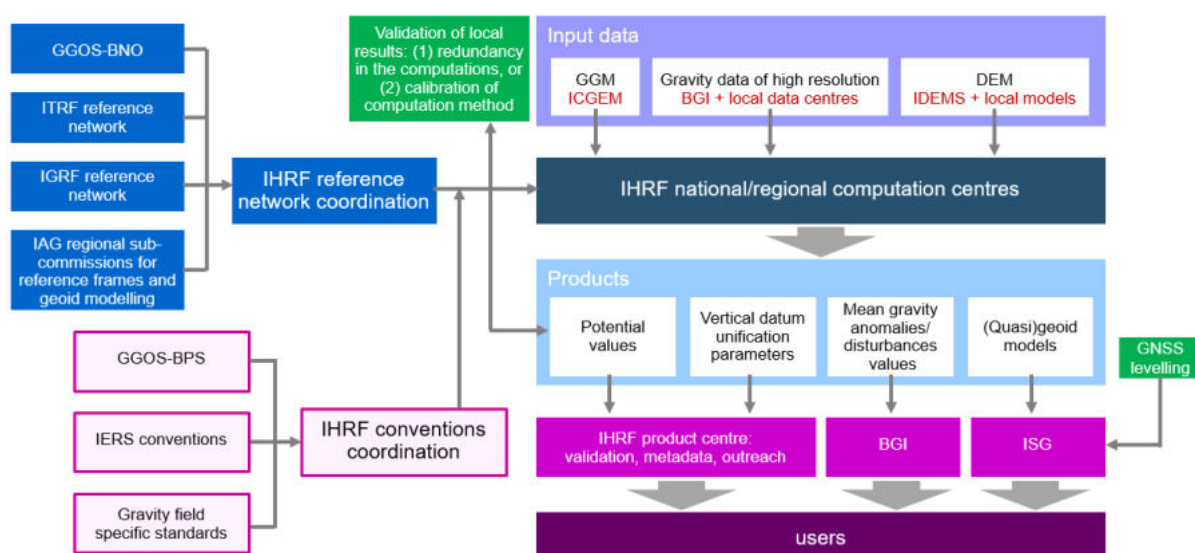 GGOS-BNO
ITRF reference
network
IGRF reference
network
IAG regional sub-
commissions for
reference frames and
geoid modelling
IHRF reference
network coordination
GGOS-BPS
IERS conventions
Gravity field
specific standards
IHRF conventions
coordination
Validation of local
results: (1) redundancy
in the computations, or
(2) calibration of
computation method
Input data
GGM
ICGEM
Gravity data of high resolution
BGI + local data centres
DEM
IDEMS + local models
IHRF national/regional computation centres
Products
Potential
values
Vertical datum
unification
parameters
Mean gravity
anomalies/
disturbances
values
(Quasi)geoid
models
GNSS
levelling
IHRF product centre:
validation, metadata, outreach
BGI
ISG
users